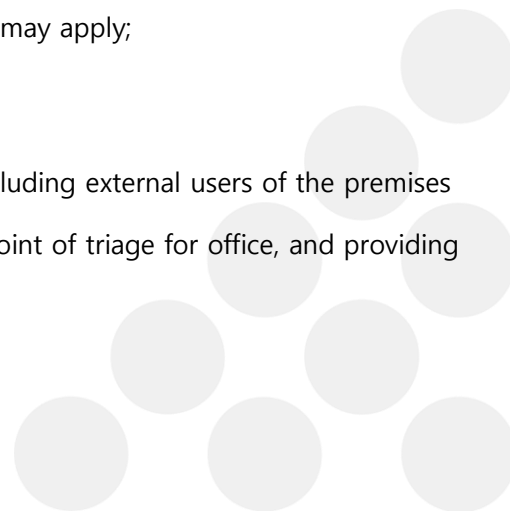 may apply;
luding external users of the premises
oint of triage for office, and providing